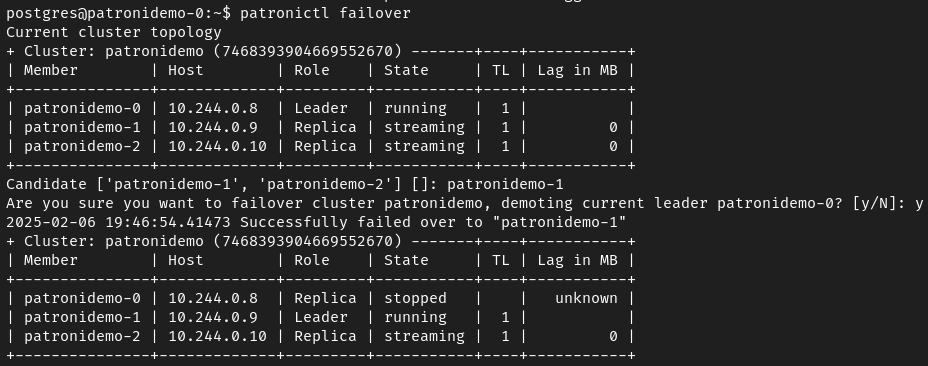 postgres@patronidemo-0:~$ patronictl failover
Current cluster topology
+ Cluster: patronidemo (7468393904669552670) -------+----+-----------+
| Member       | Host        | Role    | State     | TL | Lag in MB |
+--------------+-------------+---------+-----------+----+-----------+
| patronidemo-0 | 10.244.0.8  | Leader  | running   |  1 |           |
| patronidemo-1 | 10.244.0.9  | Replica | streaming |  1 |         0 |
| patronidemo-2 | 10.244.0.10 | Replica | streaming |  1 |         0 |
+--------------+-------------+---------+-----------+----+-----------+
Candidate ['patronidemo-1', 'patronidemo-2'] []: patronidemo-1
Are you sure you want to failover cluster patronidemo, demoting current leader patronidemo-0? [y/N]: y
2025-02-06 19:46:54.41473 Successfully failed over to "patronidemo-1"
+ Cluster: patronidemo (7468393904669552670) -------+----+-----------+
| Member       | Host        | Role    | State     | TL | Lag in MB |
+--------------+-------------+---------+-----------+----+-----------+
| patronidemo-0 | 10.244.0.8  | Replica | stopped   |    |   unknown |
| patronidemo-1 | 10.244.0.9  | Leader  | running   |  1 |           |
| patronidemo-2 | 10.244.0.10 | Replica | streaming |  1 |         0 |
+--------------+-------------+---------+-----------+----+-----------+